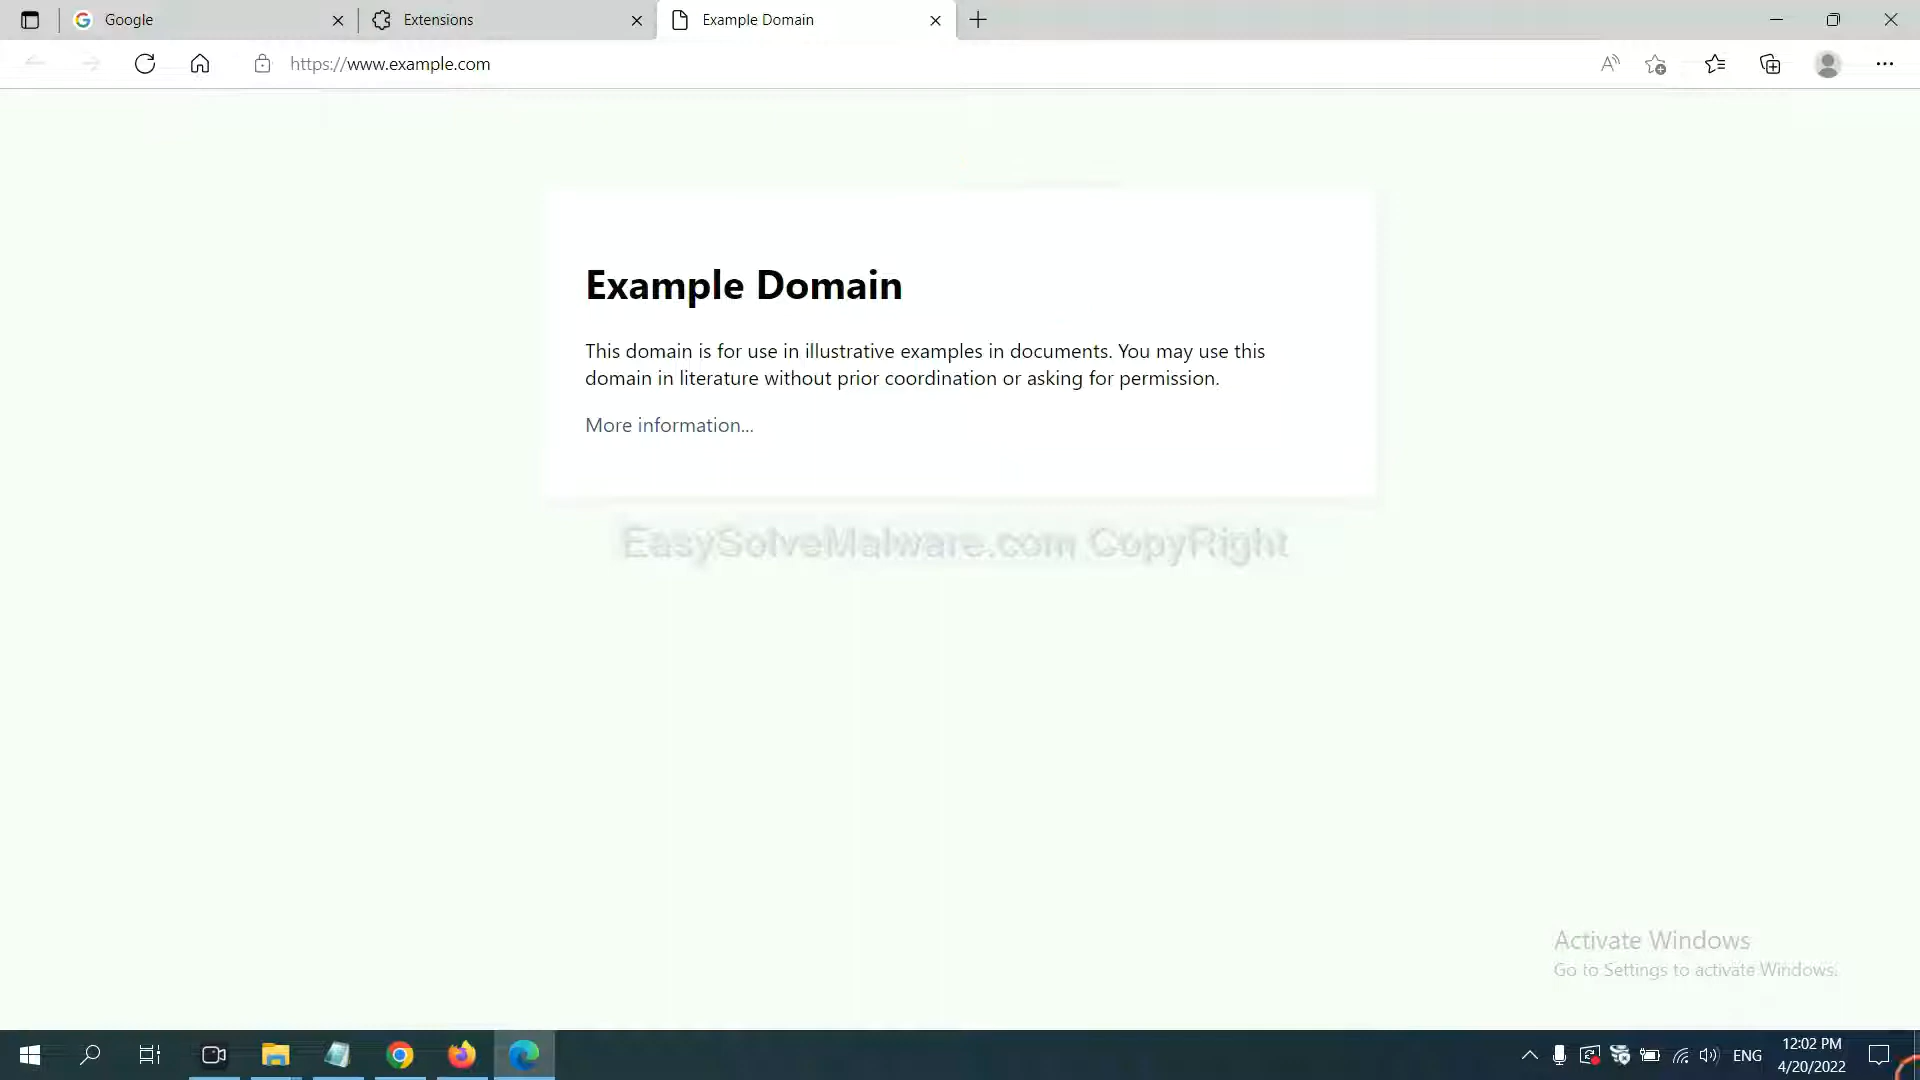 Google
Extensions
Example Domain
https://www.example.com
Example Domain
This domain is for use in illustrative examples in documents. You may use this
domain in literature without prior coordination or asking for permission.
More information...
EasySolveMalware.com CopyRight
Activate Windows
Go to Settings to activate Windows.
ENG
12:02 PM
4/20/2022